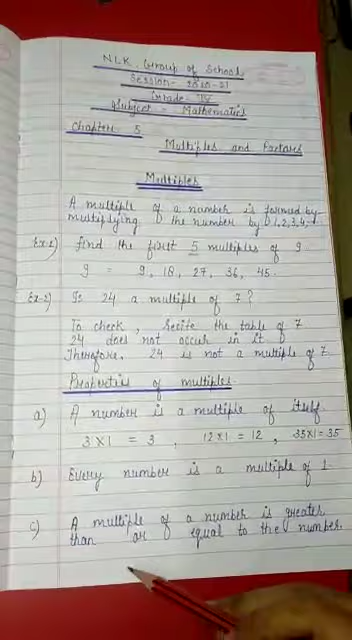 NLK Group of School
Session - 2020-21
Grade - IV
Subject - Mathematics
Chapter 5
Multiples and Factors
Multiples
A multiple of a number is formed by
multiplying the number by 1,2,3,4,
Ex-1) find the first 5 multiples of 9
9 = 9, 18, 27, 36, 45.
Ex-2) Is 24 a multiple of 7?
To check, Recite the table of 7
24 does not occur in it
Therefore, 24 is not a multiple of 7.
Properties of multiples
a) A number is a multiple of itself
3×1 = 3, 12×1 = 12, 35×1 = 35
b) Every number is a multiple of 1
c) A multiple of a number is greater
than or equal to the number